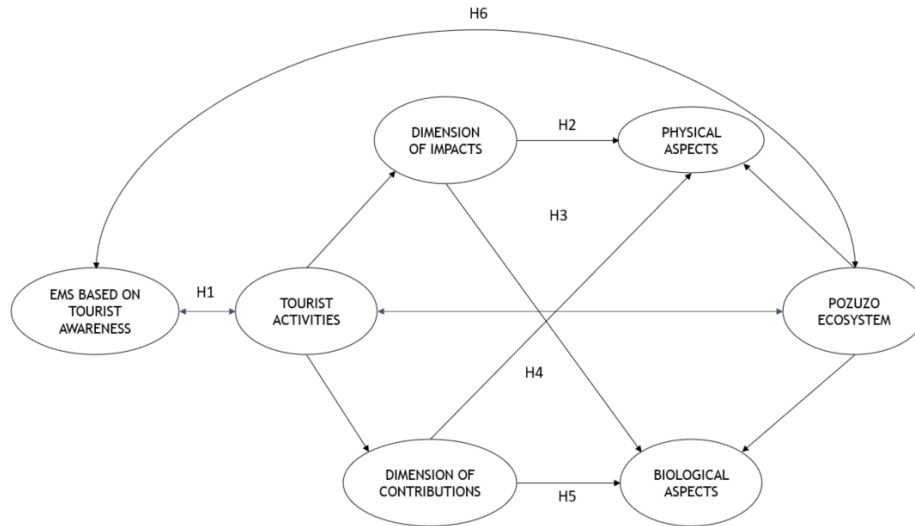 H6
DIMENSION
OF IMPACTS
H2
PHYSICAL
ASPECTS
H3
EMS BASED ON
TOURIST
AWARENESS
H1
TOURIST
ACTIVITIES
POZUZO
ECOSYSTEM
H4
DIMENSION OF
CONTRIBUTIONS
H5
BIOLOGICAL
ASPECTS